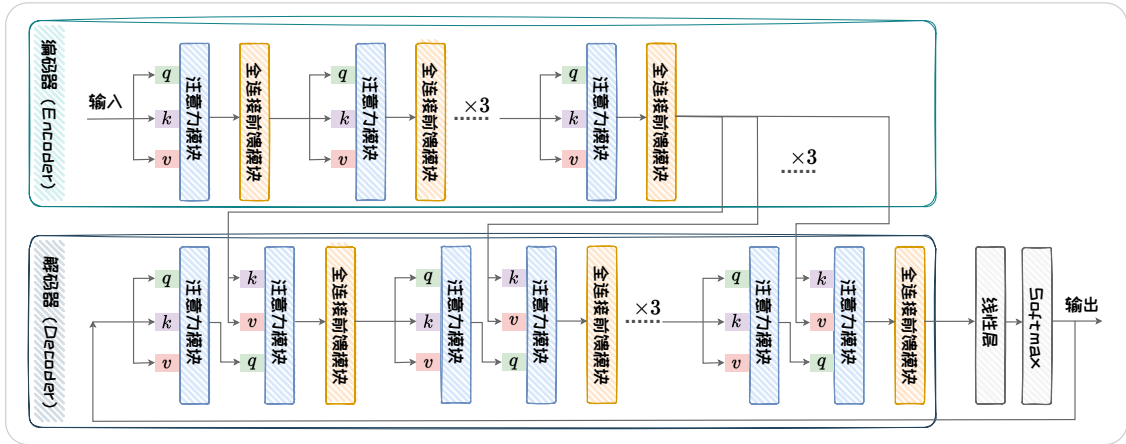 编码器 (Encoder)
输入
q
k
v
注意力模块
全连接前馈模块
q
k
v
注意力模块
全连接前馈模块
×3
q
k
v
注意力模块
全连接前馈模块
×3
解码器 (Decoder)
q
k
v
注意力模块
k
v
q
注意力模块
全连接前馈模块
q
k
v
注意力模块
k
v
q
注意力模块
全连接前馈模块
×3
q
k
v
注意力模块
k
v
q
注意力模块
全连接前馈模块
线性层
Softmax
输出